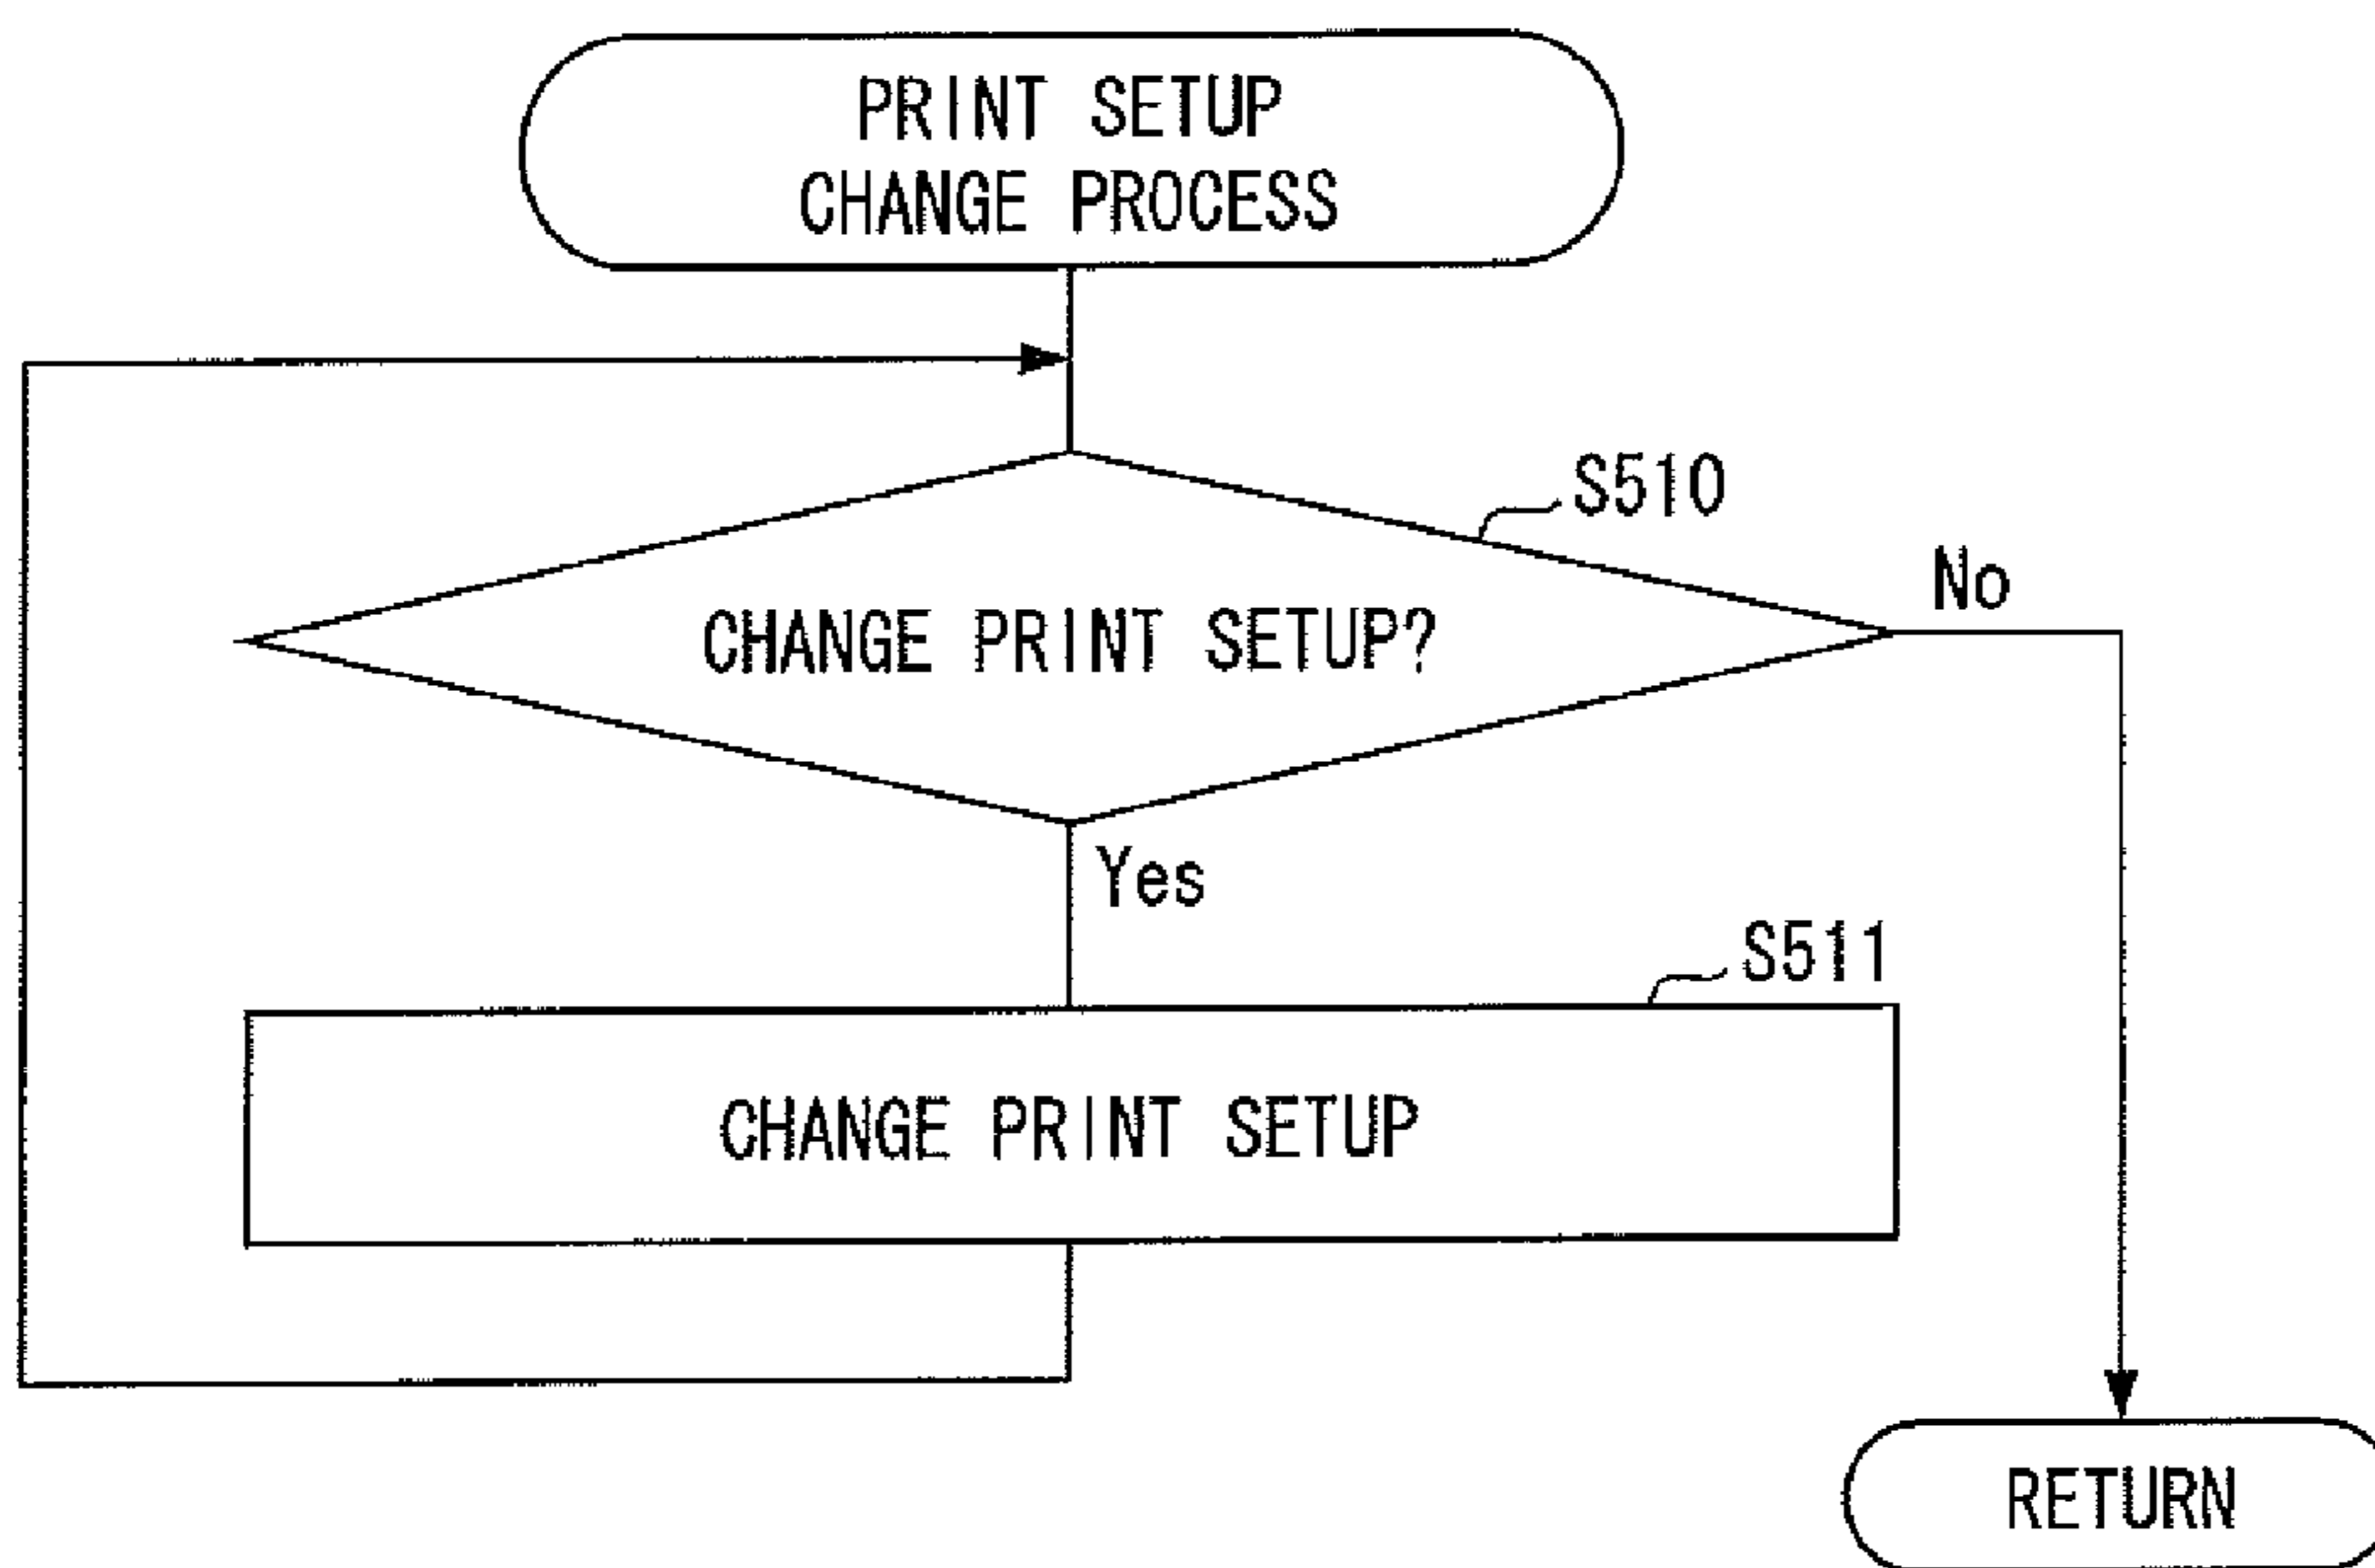 PRINT SETUP
CHANGE PROCESS
S510
No
CHANGE PRINT SETUP?
Yes
S511
CHANGE PRINT SETUP
RETURN